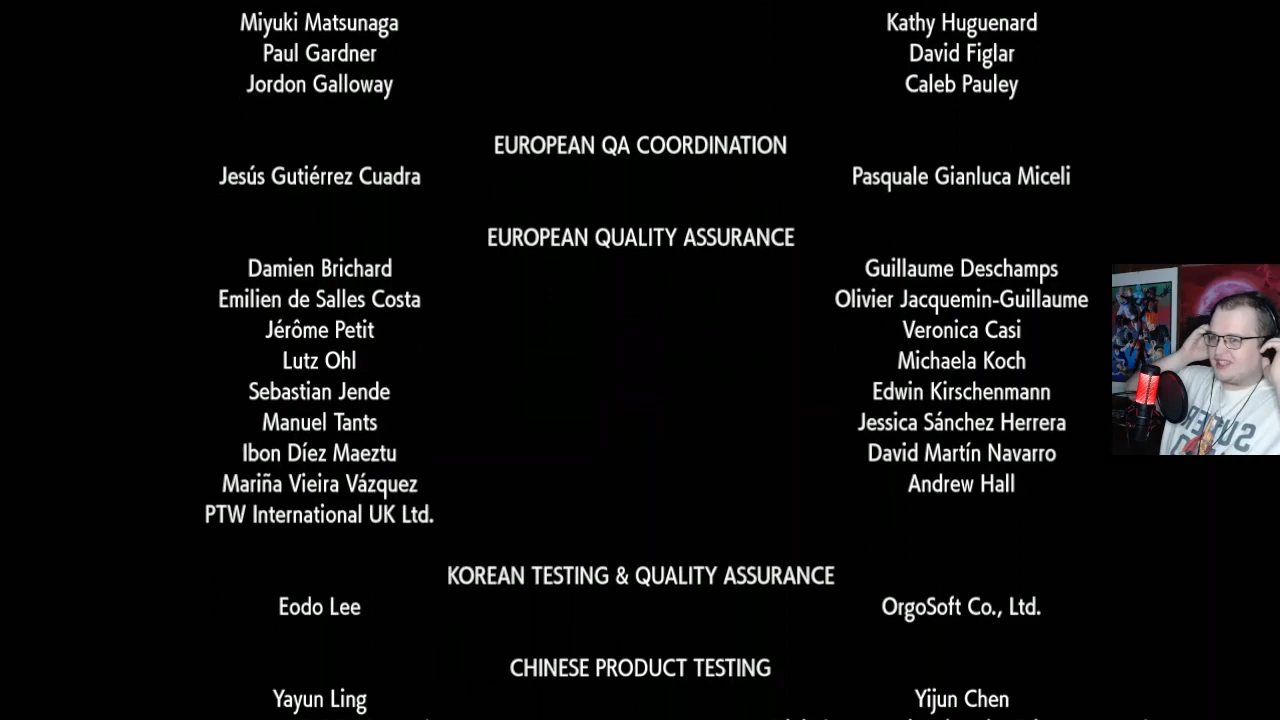 Miyuki Matsunaga Kathy Huguenard
Paul Gardner David Figlar
Jordon Galloway Caleb Pauley
EUROPEAN QA COORDINATION
Jesús Gutiérrez Cuadra Pasquale Gianluca Miceli
EUROPEAN QUALITY ASSURANCE
Damien Brichard Guillaume Deschamps
Emilien de Salles Costa Olivier Jacquemin-Guillaume
Jérôme Petit Veronica Casi
Lutz Ohl Michaela Koch
Sebastian Jende Edwin Kirschenmann
Manuel Tants Jessica Sánchez Herrera
Ibon Díez Maeztu David Martín Navarro
Mariña Vieira Vázquez Andrew Hall
PTW International UK Ltd.
KOREAN TESTING & QUALITY ASSURANCE
Eodo Lee OrgoSoft Co., Ltd.
CHINESE PRODUCT TESTING
Yayun Ling Yijun Chen